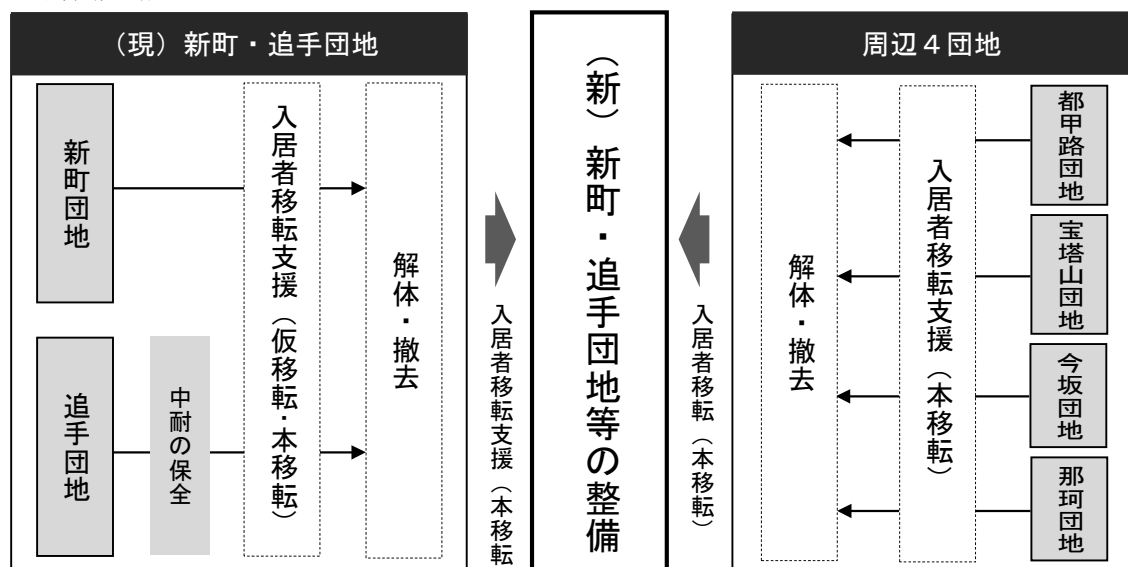 （現）新町・追手団地
新町団地
追手団地
中耐の保全
入居者移転支援（仮移転・本移転）
解体・撤去
入居者移転支援（本移転
（新）新町・追手団地等の整備
入居者移転（本移転）
周辺４団地
解体・撤去
入居者移転支援（本移転）
都甲路団地
宝塔山団地
今坂団地
那珂団地